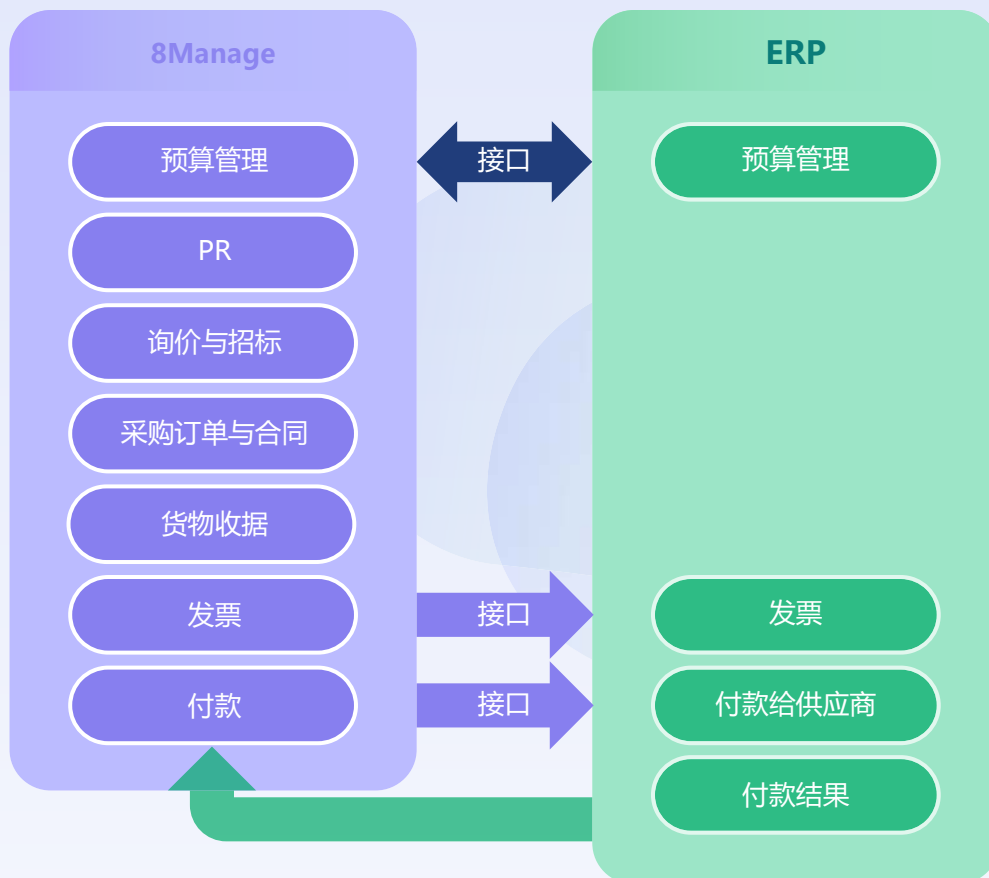 8Manage
ERP
预算管理
接口
预算管理
PR
询价与招标
采购订单与合同
货物收据
发票
接口
发票
付款
接口
付款给供应商
付款结果